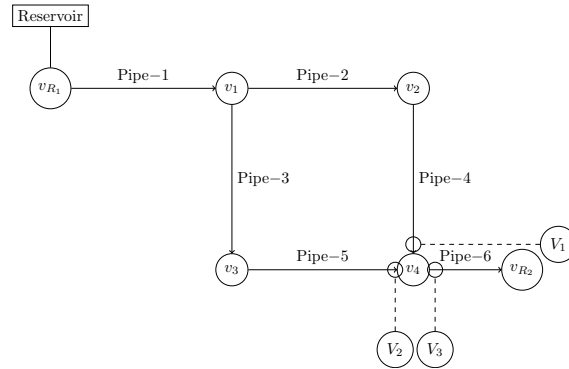 Reservoir
v_{R_1}
Pipe−1
v_1
Pipe−2
v_2
Pipe−3
Pipe−4
V_1
v_3
Pipe−5
v_4
Pipe−6
v_{R_2}
V_2
V_3